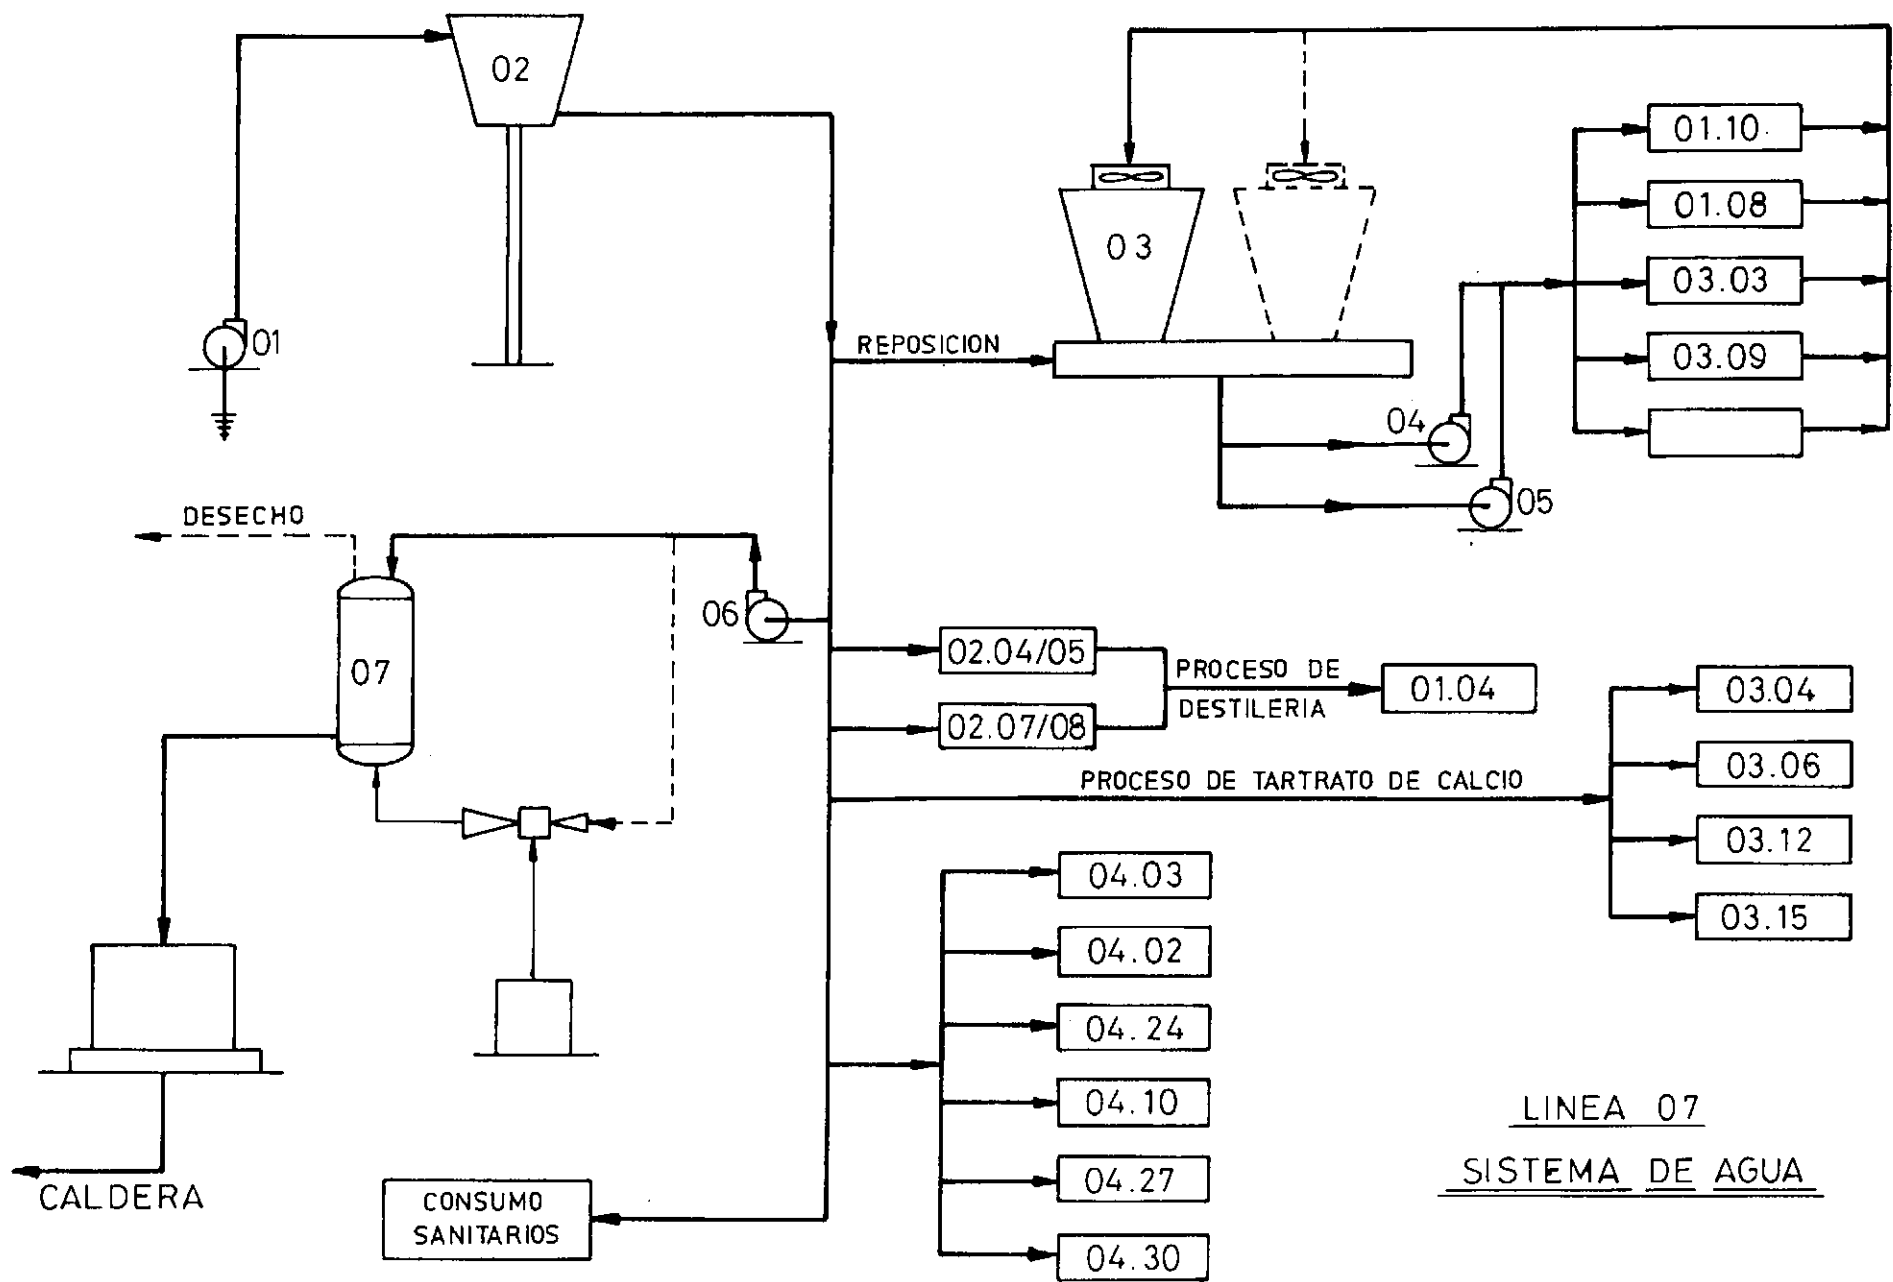 02
01
03
REPOSICION
01.10
01.08
03.03
03.09
04
05
DESECHO
06
07
02.04/05
02.07/08
PROCESO DE
DESTILERIA
01.04
PROCESO DE TARTRATO DE CALCIO
03.04
03.06
03.12
03.15
04.03
04.02
04.24
04.10
04.27
04.30
CALDERA
CONSUMO
SANITARIOS
LINEA 07
SISTEMA DE AGUA